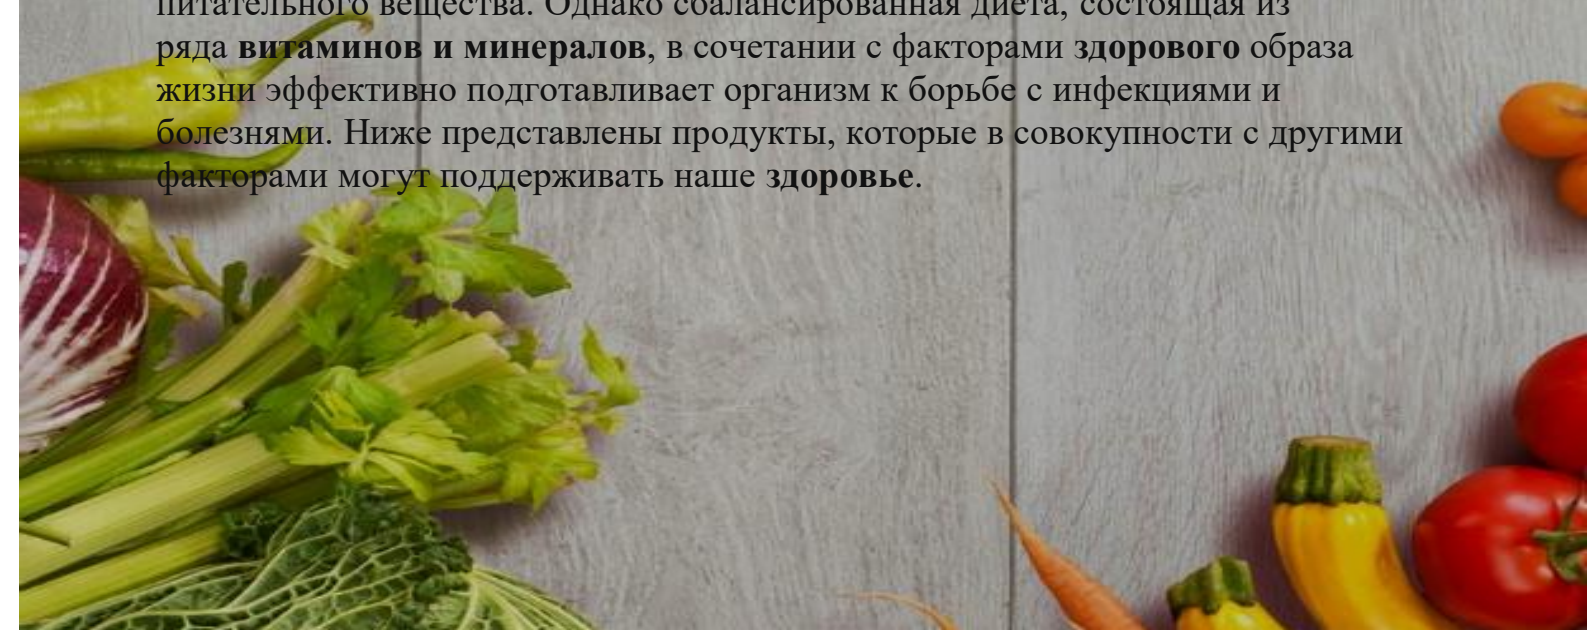 питательного вещества. Однако сбалансированная диета, состоящая из
ряда витаминов и минералов, в сочетании с факторами здорового образа
жизни эффективно подготавливает организм к борьбе с инфекциями и
болезнями. Ниже представлены продукты, которые в совокупности с другими
факторами могут поддерживать наше здоровье.